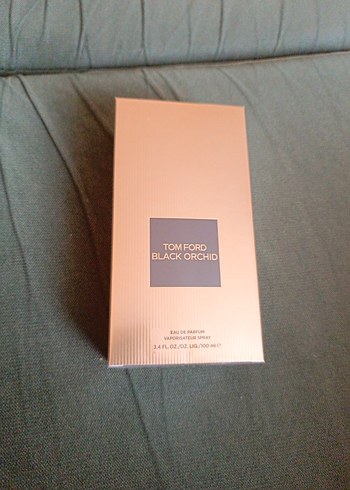 TOM FORD
BLACK ORCHID
EAU DE PARFUM
VAPORISATEUR SPRAY
3.4 FL.OZ./OZ. LIQ./100 ml ℮